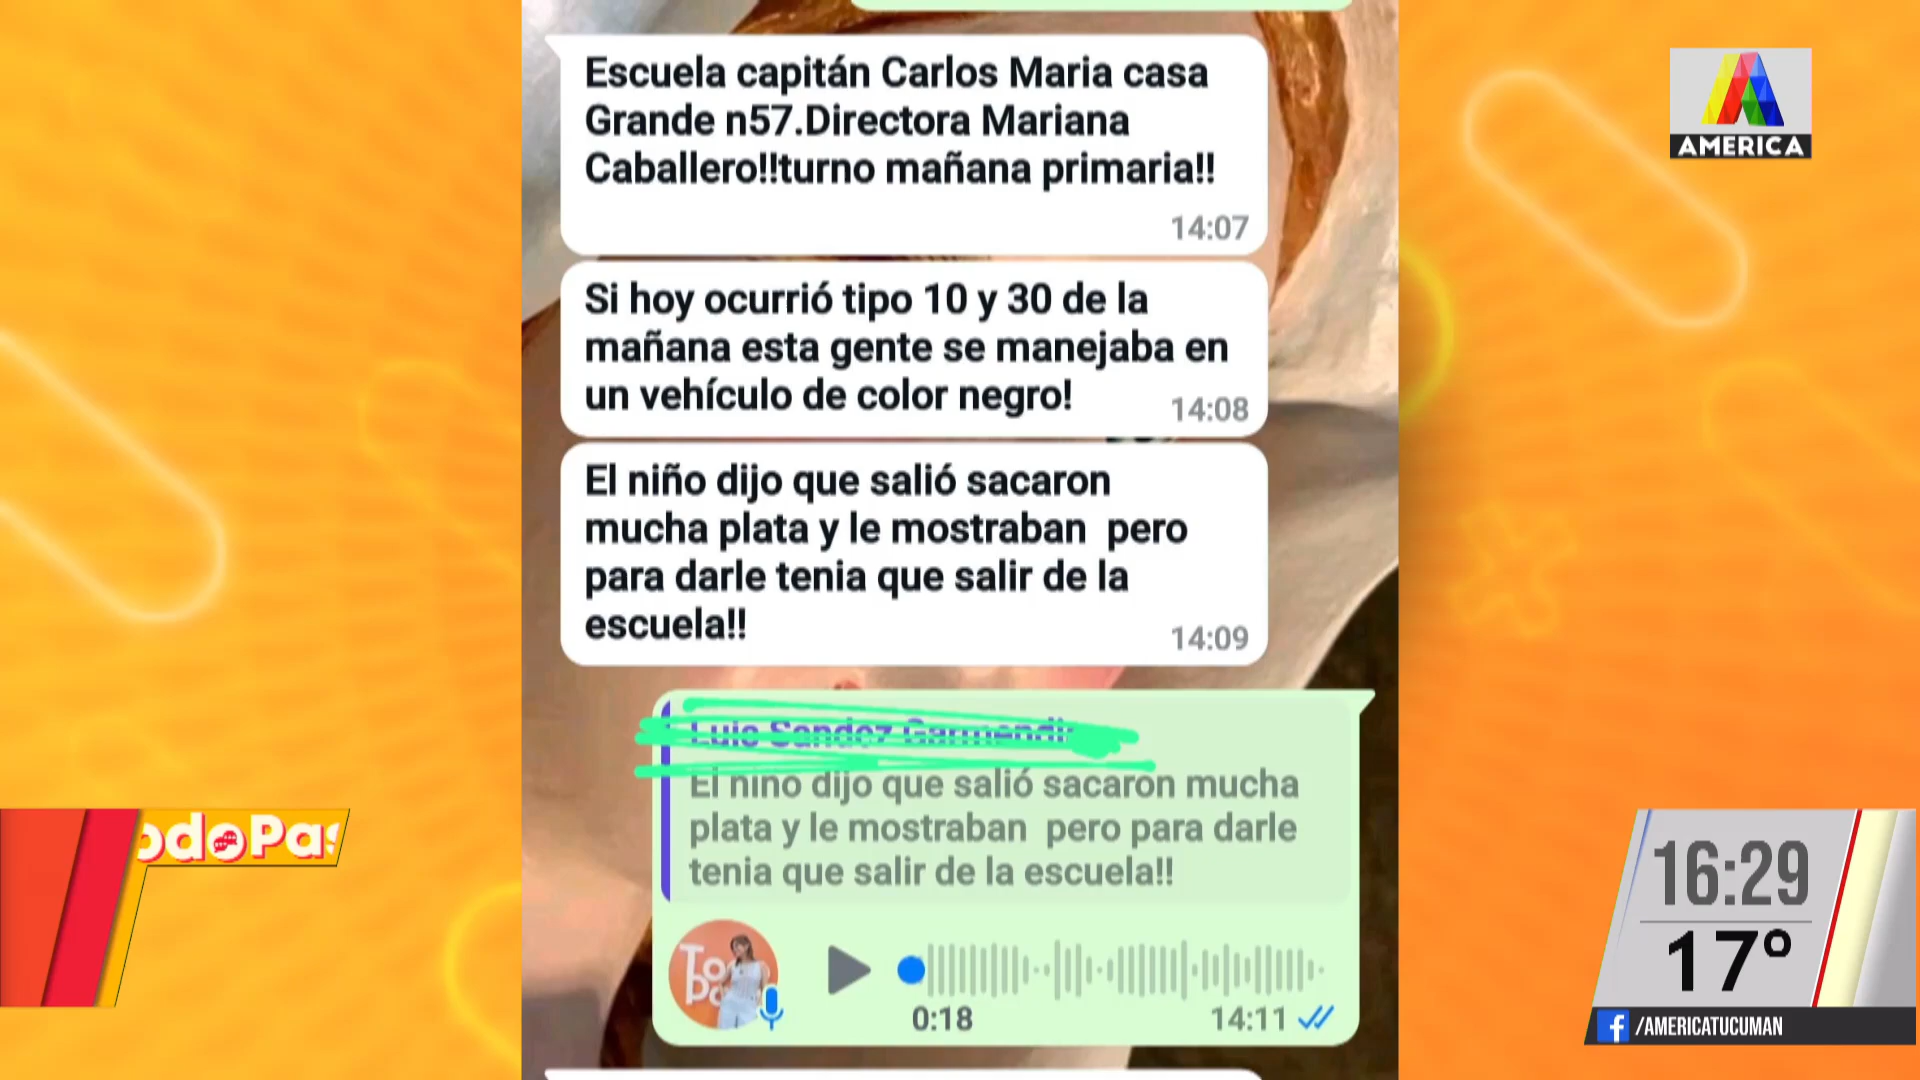 Escuela capitán Carlos Maria casa
Grande n57.Directora Mariana
Caballero!!turno mañana primaria!!
14:07
Si hoy ocurrió tipo 10 y 30 de la
mañana esta gente se manejaba en
un vehículo de color negro!
14:08
El niño dijo que salió sacaron
mucha plata y le mostraban  pero
para darle tenia que salir de la
escuela!!
14:09
El niño dijo que salió sacaron mucha
plata y le mostraban  pero para darle
tenia que salir de la escuela!!
0:18
14:11
AMERICA
odo Pas
16:29
17°
/AMERICATUCUMAN